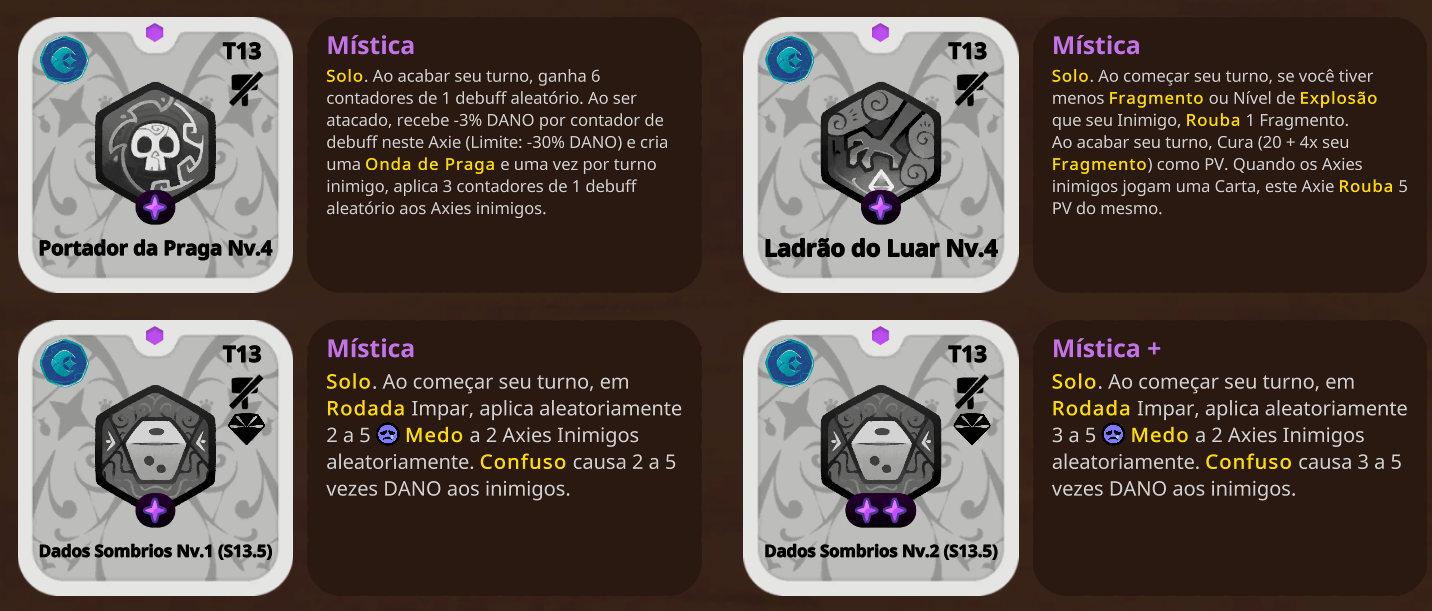 T13
Portador da Praga Nv.4
Mística
Solo. Ao acabar seu turno, ganha 6
contadores de 1 debuff aleatório. Ao ser
atacado, recebe -3% DANO por contador de
debuff neste Axie (Limite: -30% DANO) e cria
uma Onda de Praga e uma vez por turno
inimigo, aplica 3 contadores de 1 debuff
aleatório aos Axies inimigos.
T13
Ladrão do Luar Nv.4
Mística
Solo. Ao começar seu turno, se você tiver
menos Fragmento ou Nível de Explosão
que seu Inimigo, Rouba 1 Fragmento.
Ao acabar seu turno, Cura (20 + 4x seu
Fragmento) como PV. Quando os Axies
inimigos jogam uma Carta, este Axie Rouba 5
PV do mesmo.
T13
Dados Sombrios Nv.1 (S13.5)
Mística
Solo. Ao começar seu turno, em
Rodada Impar, aplica aleatoriamente
2 a 5 Medo a 2 Axies Inimigos
aleatoriamente. Confuso causa 2 a 5
vezes DANO aos inimigos.
T13
Dados Sombrios Nv.2 (S13.5)
Mística +
Solo. Ao começar seu turno, em
Rodada Impar, aplica aleatoriamente
3 a 5 Medo a 2 Axies Inimigos
aleatoriamente. Confuso causa 3 a 5
vezes DANO aos inimigos.